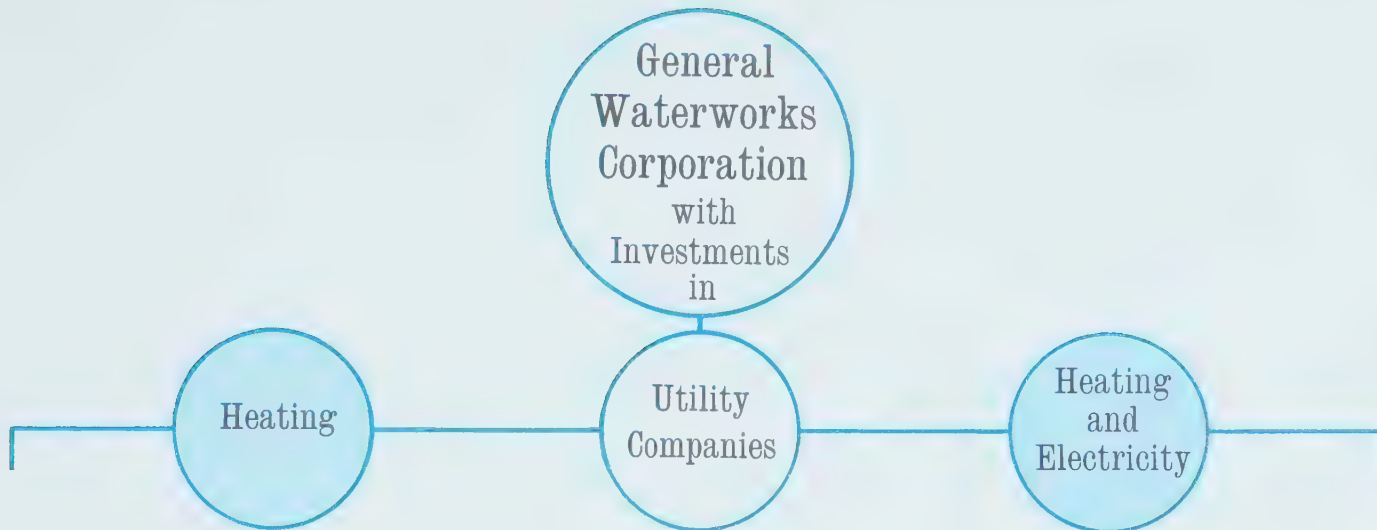 General
Waterworks
Corporation
with
Investments
in
Heating
Utility
Companies
Heating
and
Electricity